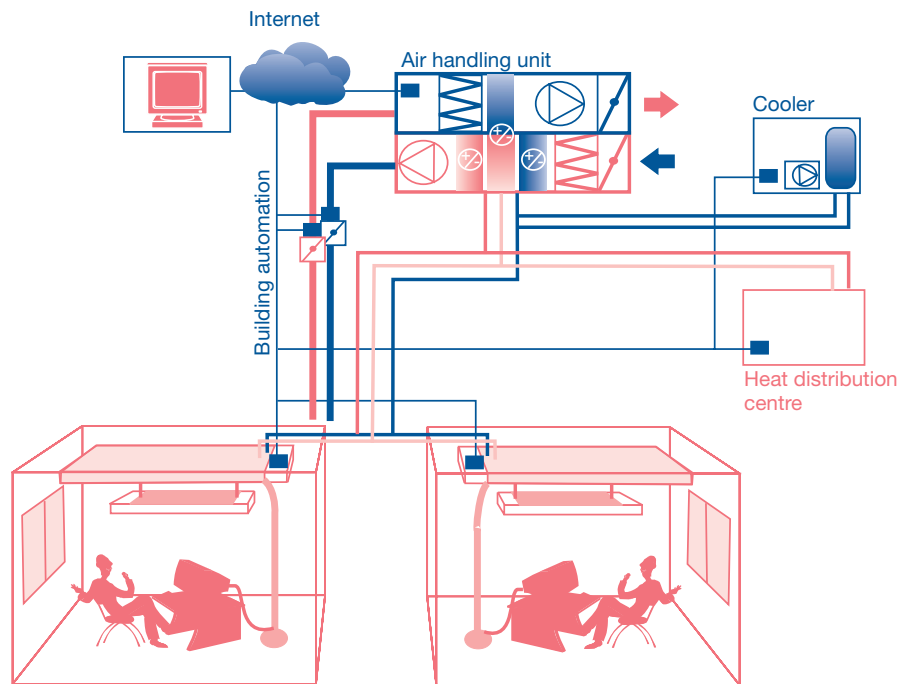 Internet
Air handling unit
Cooler
Building automation
Heat distribution
centre